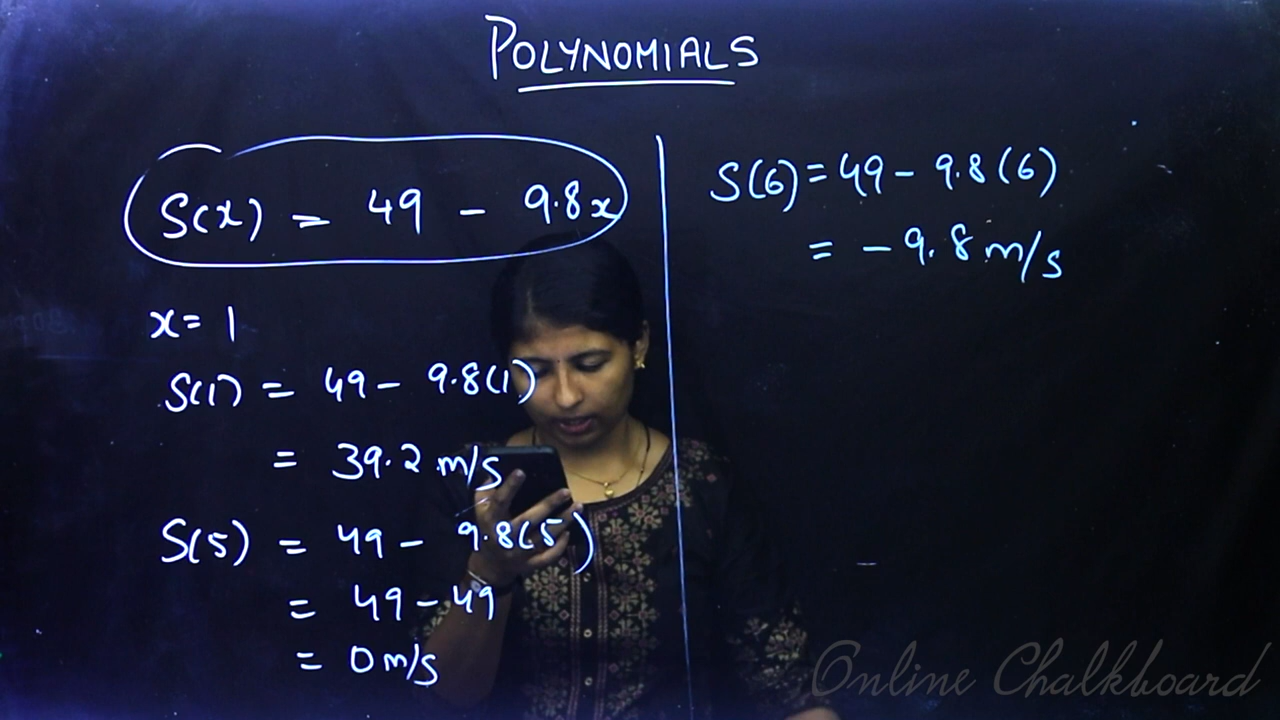 POLYNOMIALS
S(x) = 49 - 9.8x
x = 1
S(1) = 49 - 9.8(1)
= 39.2 m/s
S(5) = 49 - 9.8(5)
= 49 - 49
= 0 m/s
S(6) = 49 - 9.8(6)
= - 9.8 m/s
Online Chalkboard